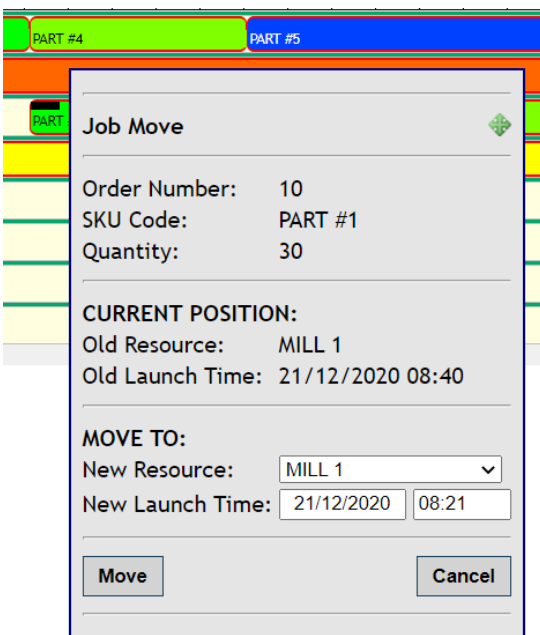 PART #4 PART #5
PART
Job Move
Order Number: 10
SKU Code: PART #1
Quantity: 30
CURRENT POSITION:
Old Resource: MILL 1
Old Launch Time: 21/12/2020 08:40
MOVE TO:
New Resource: MILL 1
New Launch Time: 21/12/2020 08:21
Move Cancel